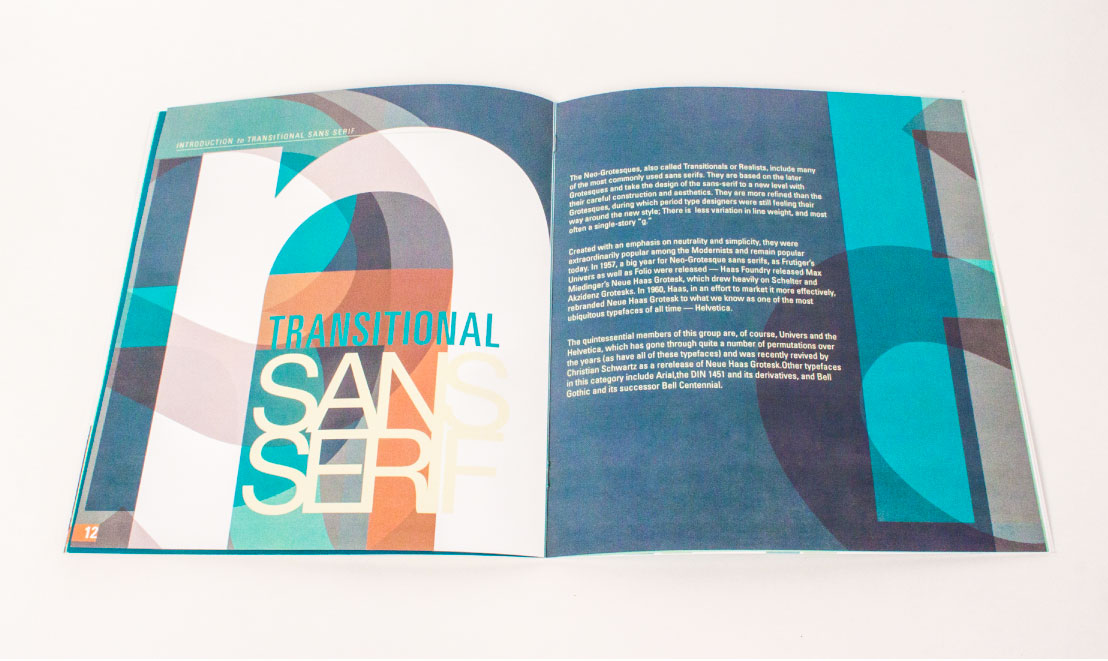 INTRODUCTION to TRANSITIONAL SANS SERIF
TRANSITIONAL
SANS
SERIF
12
The Neo-Grotesques, also called Transitionals or Realists, include many
of the most commonly used sans serifs. They are based on the later
Grotesques and take the design of the sans-serif to a new level with
their careful construction and aesthetics. They are more refined than the
Grotesques, during which period type designers were still feeling their
way around the new style; There is less variation in line weight, and most
often a single-story "g."
Created with an emphasis on neutrality and simplicity, they were
extraordinarily popular among the Modernists and remain popular
today. In 1957, a big year for Neo-Grotesque sans serifs, as Frutiger's
Univers as well as Folio were released — Haas Foundry released Max
Miedinger's Neue Haas Grotesk, which drew heavily on Schelter and
Akzidenz Grotesks. In 1960, Haas, in an effort to market it more effectively,
rebranded Neue Haas Grotesk to what we know as one of the most
ubiquitous typefaces of all time — Helvetica.
The quintessential members of this group are, of course, Univers and the
Helvetica, which has gone through quite a number of permutations over
the years (as have all of these typefaces) and was recently revived by
Christian Schwartz as a rerelease of Neue Haas Grotesk.Other typefaces
in this category include Arial,the DIN 1451 and its derivatives, and Bell
Gothic and its successor Bell Centennial.